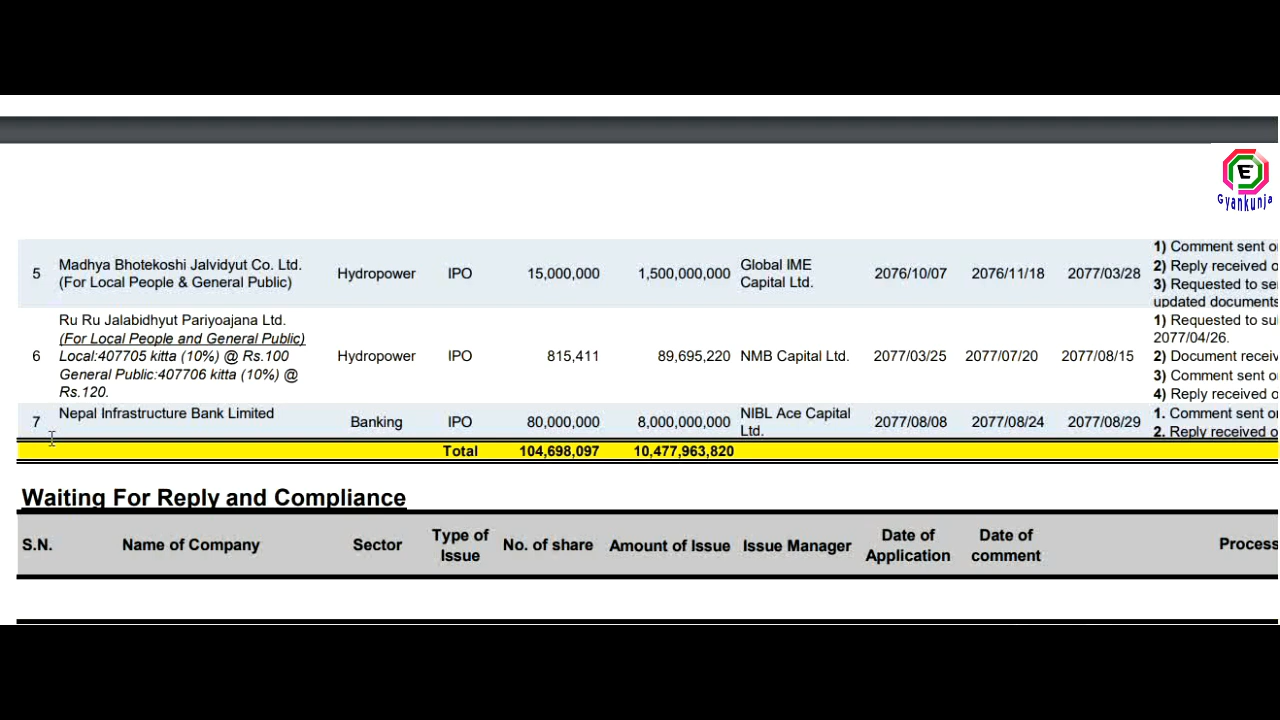 E
Gyankunja
5 Madhya Bhotekoshi Jalvidyut Co. Ltd. (For Local People & General Public) Hydropower IPO 15,000,000 1,500,000,000 Global IME Capital Ltd. 2076/10/07 2076/11/18 2077/03/28
1) Comment sent
2) Reply received
3) Requested to
updated documents
6 Ru Ru Jalabidhyut Pariyoajana Ltd.
(For Local People and General Public)
Local:407705 kitta (10%) @ Rs.100
General Public:407706 kitta (10%) @
Rs.120.
Hydropower IPO 815,411 89,695,220 NMB Capital Ltd. 2077/03/25 2077/07/20 2077/08/15
1) Requested to
2077/04/26.
2) Document
3) Comment sent
4) Reply received
7 Nepal Infrastructure Bank Limited Banking IPO 80,000,000 8,000,000,000 NIBL Ace Capital Ltd. 2077/08/08 2077/08/24 2077/08/29
1. Comment sent
2. Reply received
Total 104,698,097 10,477,963,820
Waiting For Reply and Compliance
S.N. Name of Company Sector Type of Issue No. of share Amount of Issue Issue Manager Date of Application Date of comment Process